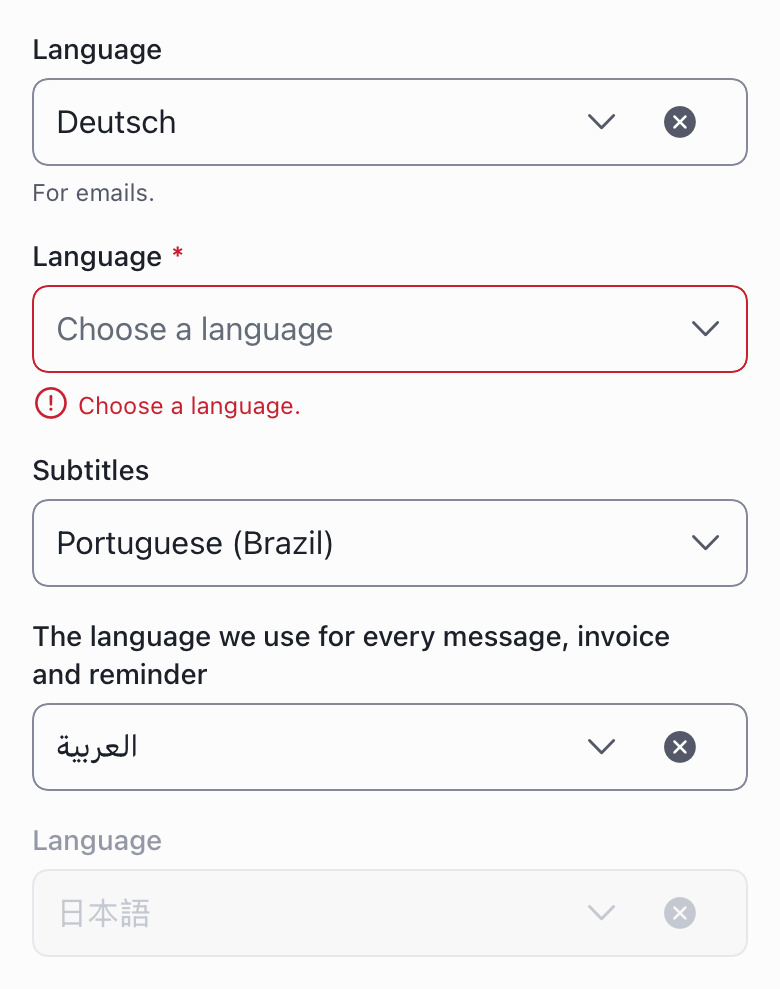 Language
Deutsch
For emails.
Language *
Choose a language
Choose a language.
Subtitles
Portuguese (Brazil)
The language we use for every message, invoice
and reminder
العربية
Language
日本語